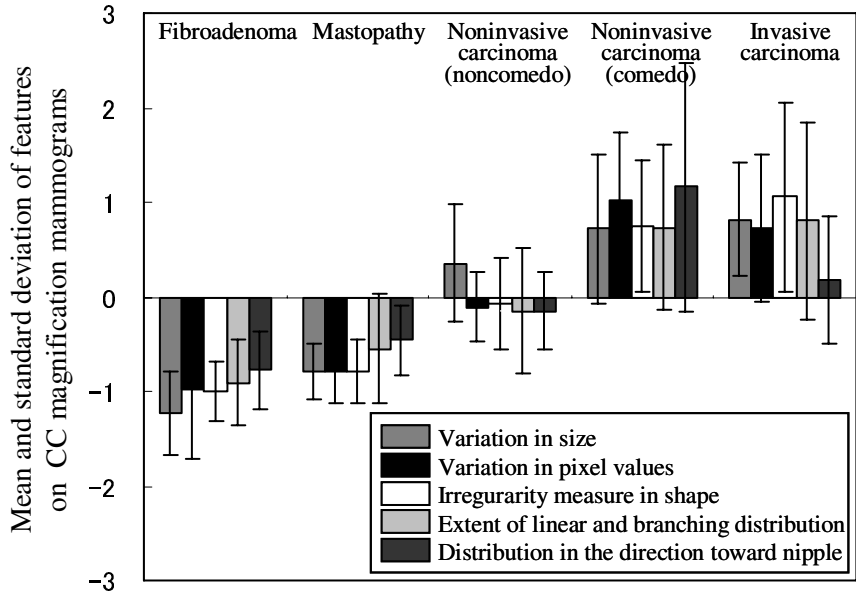 Mean and standard deviation of features
on CC magnification mammograms
3
2
1
0
−1
−2
−3
Fibroadenoma
Mastopathy
Noninvasive
carcinoma
(noncomedo)
Noninvasive
carcinoma
(comedo)
Invasive
carcinoma
Variation in size
Variation in pixel values
Irregurarity measure in shape
Extent of linear and branching distribution
Distribution in the direction toward nipple